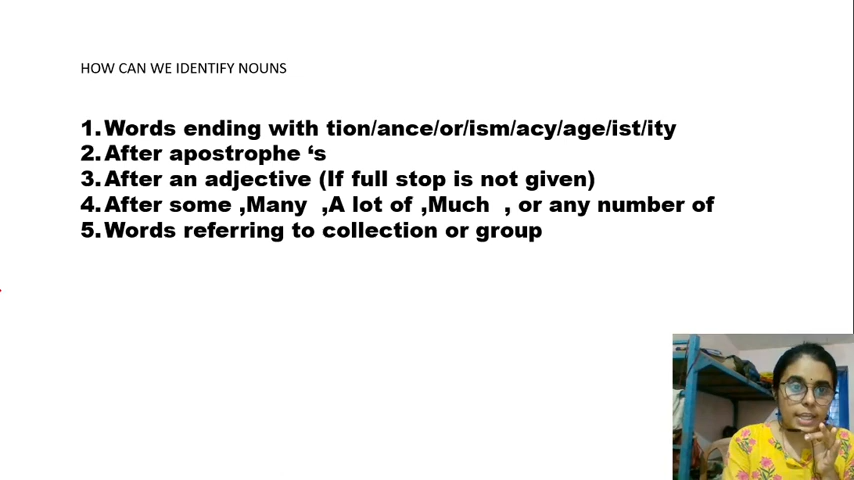 HOW CAN WE IDENTIFY NOUNS
1. Words ending with tion/ance/or/ism/acy/age/ist/ity
2. After apostrophe ‘s
3. After an adjective (If full stop is not given)
4. After some ,Many ,A lot of ,Much , or any number of
5. Words referring to collection or group